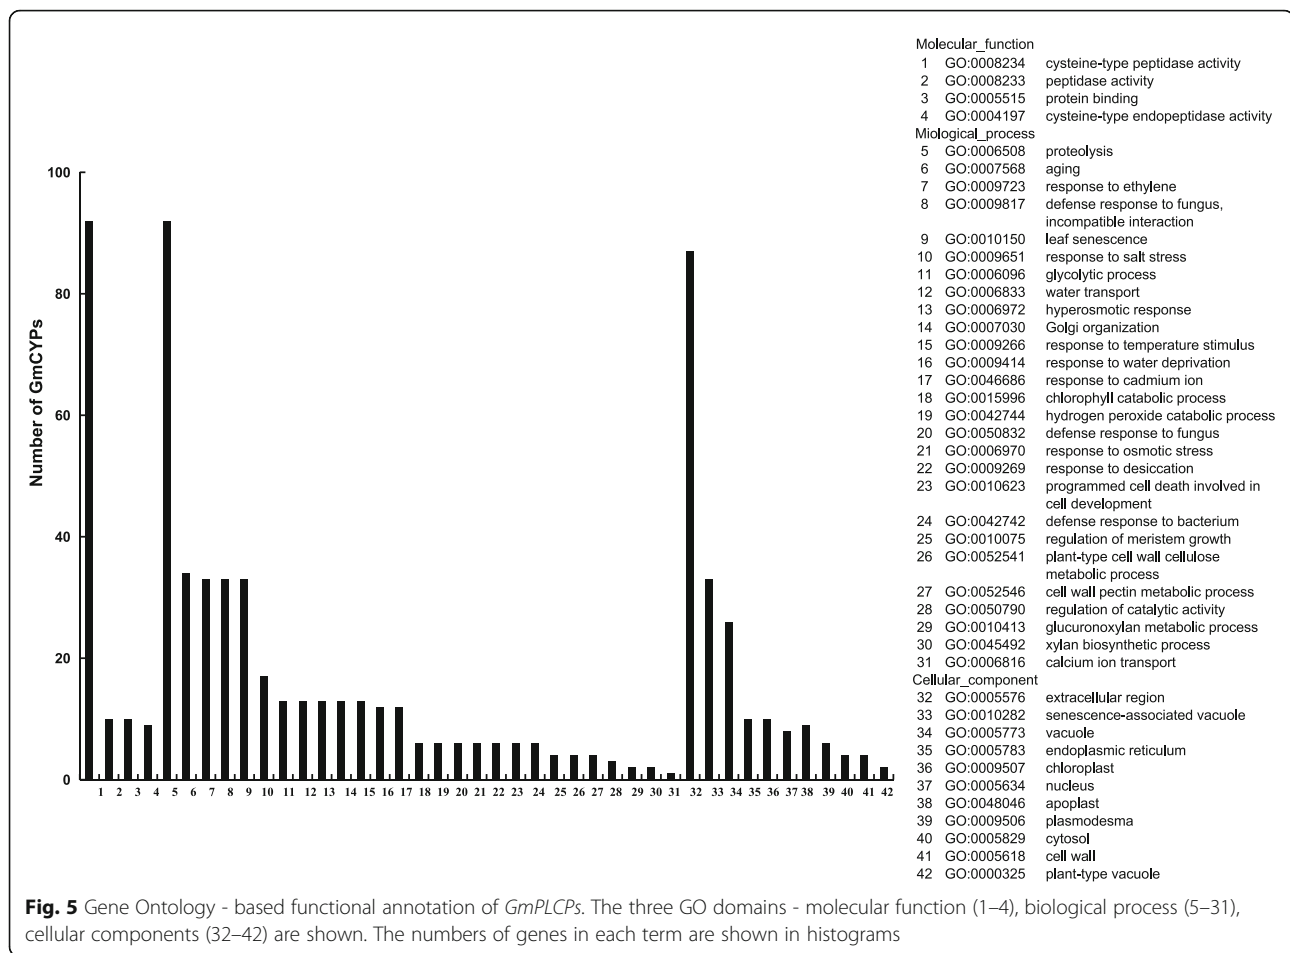 Molecular_function
1 GO:0008234 cysteine-type peptidase activity
2 GO:0008233 peptidase activity
3 GO:0005515 protein binding
4 GO:0004197 cysteine-type endopeptidase activity
Miological_process
5 GO:0006508 proteolysis
6 GO:0007568 aging
7 GO:0009723 response to ethylene
8 GO:0009817 defense response to fungus,
incompatible interaction
9 GO:0010150 leaf senescence
10 GO:0009651 response to salt stress
11 GO:0006096 glycolytic process
12 GO:0006833 water transport
13 GO:0006972 hyperosmotic response
14 GO:0007030 Golgi organization
15 GO:0009266 response to temperature stimulus
16 GO:0009414 response to water deprivation
17 GO:0046686 response to cadmium ion
18 GO:0015996 chlorophyll catabolic process
19 GO:0042744 hydrogen peroxide catabolic process
20 GO:0050832 defense response to fungus
21 GO:0006970 response to osmotic stress
22 GO:0009269 response to desiccation
23 GO:0010623 programmed cell death involved in
cell development
24 GO:0042742 defense response to bacterium
25 GO:0010075 regulation of meristem growth
26 GO:0052541 plant-type cell wall cellulose
metabolic process
27 GO:0052546 cell wall pectin metabolic process
28 GO:0050790 regulation of catalytic activity
29 GO:0010413 glucuronoxylan metabolic process
30 GO:0045492 xylan biosynthetic process
31 GO:0006816 calcium ion transport
Cellular_component
32 GO:0005576 extracellular region
33 GO:0010282 senescence-associated vacuole
34 GO:0005773 vacuole
35 GO:0005783 endoplasmic reticulum
36 GO:0009507 chloroplast
37 GO:0005634 nucleus
38 GO:0048046 apoplast
39 GO:0009506 plasmodesma
40 GO:0005829 cytosol
41 GO:0005618 cell wall
42 GO:0000325 plant-type vacuole
Number of GmCYPs
100
80
60
40
20
0
1 2 3 4 5 6 7 8 9 10 11 12 13 14 15 16 17 18 19 20 21 22 23 24 25 26 27 28 29 30 31 32 33 34 35 36 37 38 39 40 41 42
Fig. 5 Gene Ontology - based functional annotation of GmPLCPs. The three GO domains - molecular function (1–4), biological process (5–31),
cellular components (32–42) are shown. The numbers of genes in each term are shown in histograms